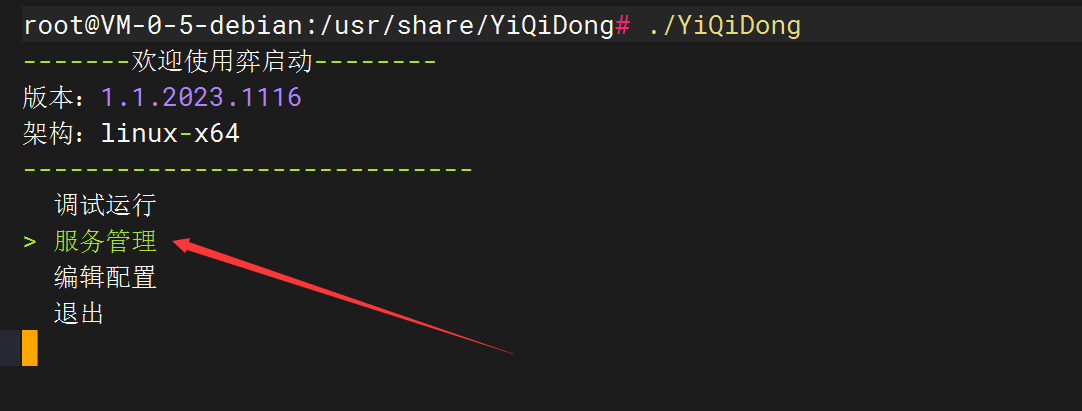 root@VM-0-5-debian:/usr/share/YiQiDong# ./YiQiDong
-------欢迎使用弈启动--------
版本：1.1.2023.1116
架构：linux-x64
-----------------------------
调试运行
> 服务管理
编辑配置
退出